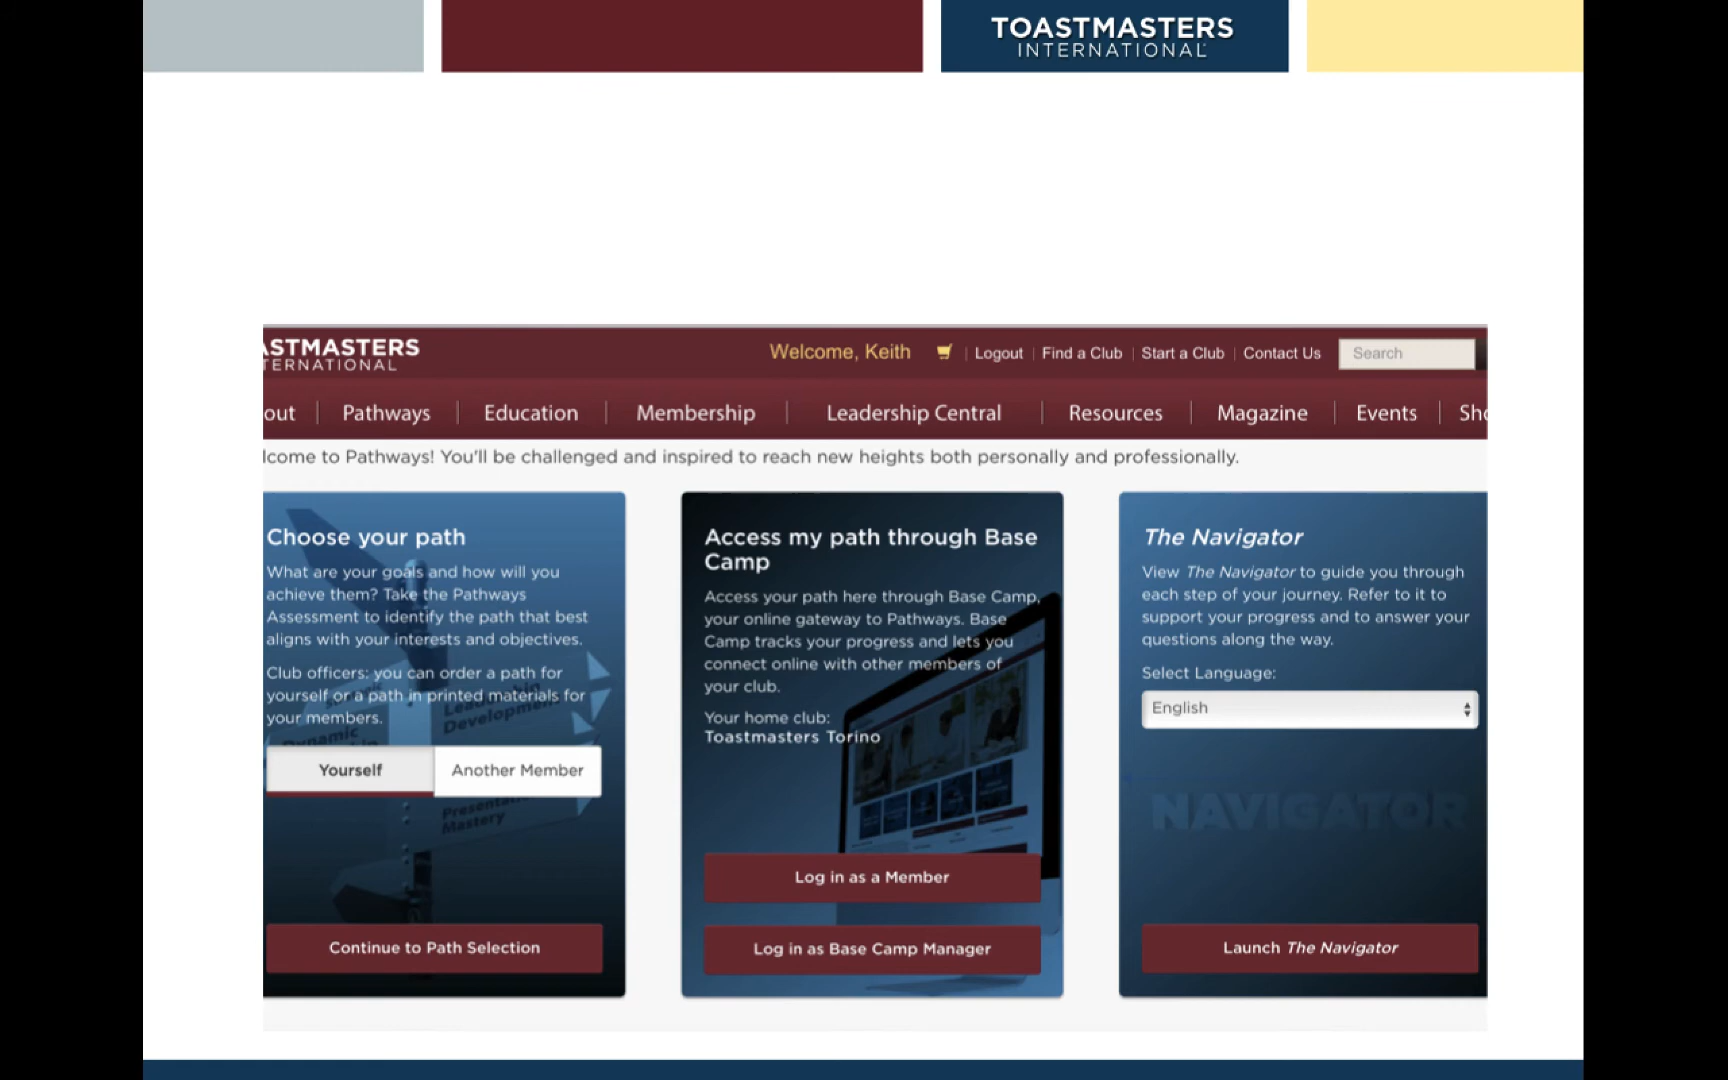 TOASTMASTERS
INTERNATIONAL
ASTMASTERS
TERNATIONAL
Welcome, Keith | Logout | Find a Club | Start a Club | Contact Us Search
out Pathways Education Membership Leadership Central Resources Magazine Events Sho
lcome to Pathways! You'll be challenged and inspired to reach new heights both personally and professionally.
Choose your path
What are your goals and how will you
achieve them? Take the Pathways
Assessment to identify the path that best
aligns with your interests and objectives.
Club officers: you can order a path for
yourself or a path in printed materials for
your members.
Leadership
Development
Dynamic
Yourself Another Member
Presentation
Mastery
Continue to Path Selection
Access my path through Base
Camp
Access your path here through Base Camp,
your online gateway to Pathways. Base
Camp tracks your progress and lets you
connect online with other members of
your club.
Your home club:
Toastmasters Torino
Log in as a Member
Log in as Base Camp Manager
The Navigator
View The Navigator to guide you through
each step of your journey. Refer to it to
support your progress and to answer your
questions along the way.
Select Language:
English
NAVIGATOR
Launch The Navigator